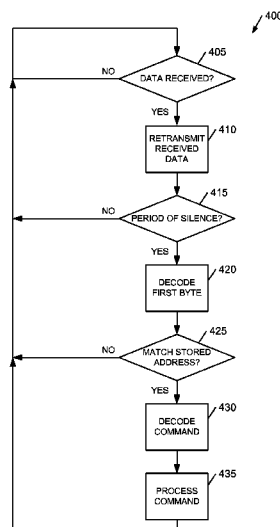 400
405
DATA RECEIVED?
NO
YES
410
RETRANSMIT
RECEIVED
DATA
415
PERIOD OF SILENCE?
NO
YES
420
DECODE
FIRST BYTE
425
MATCH STORED
ADDRESS?
NO
YES
430
DECODE
COMMAND
435
PROCESS
COMMAND